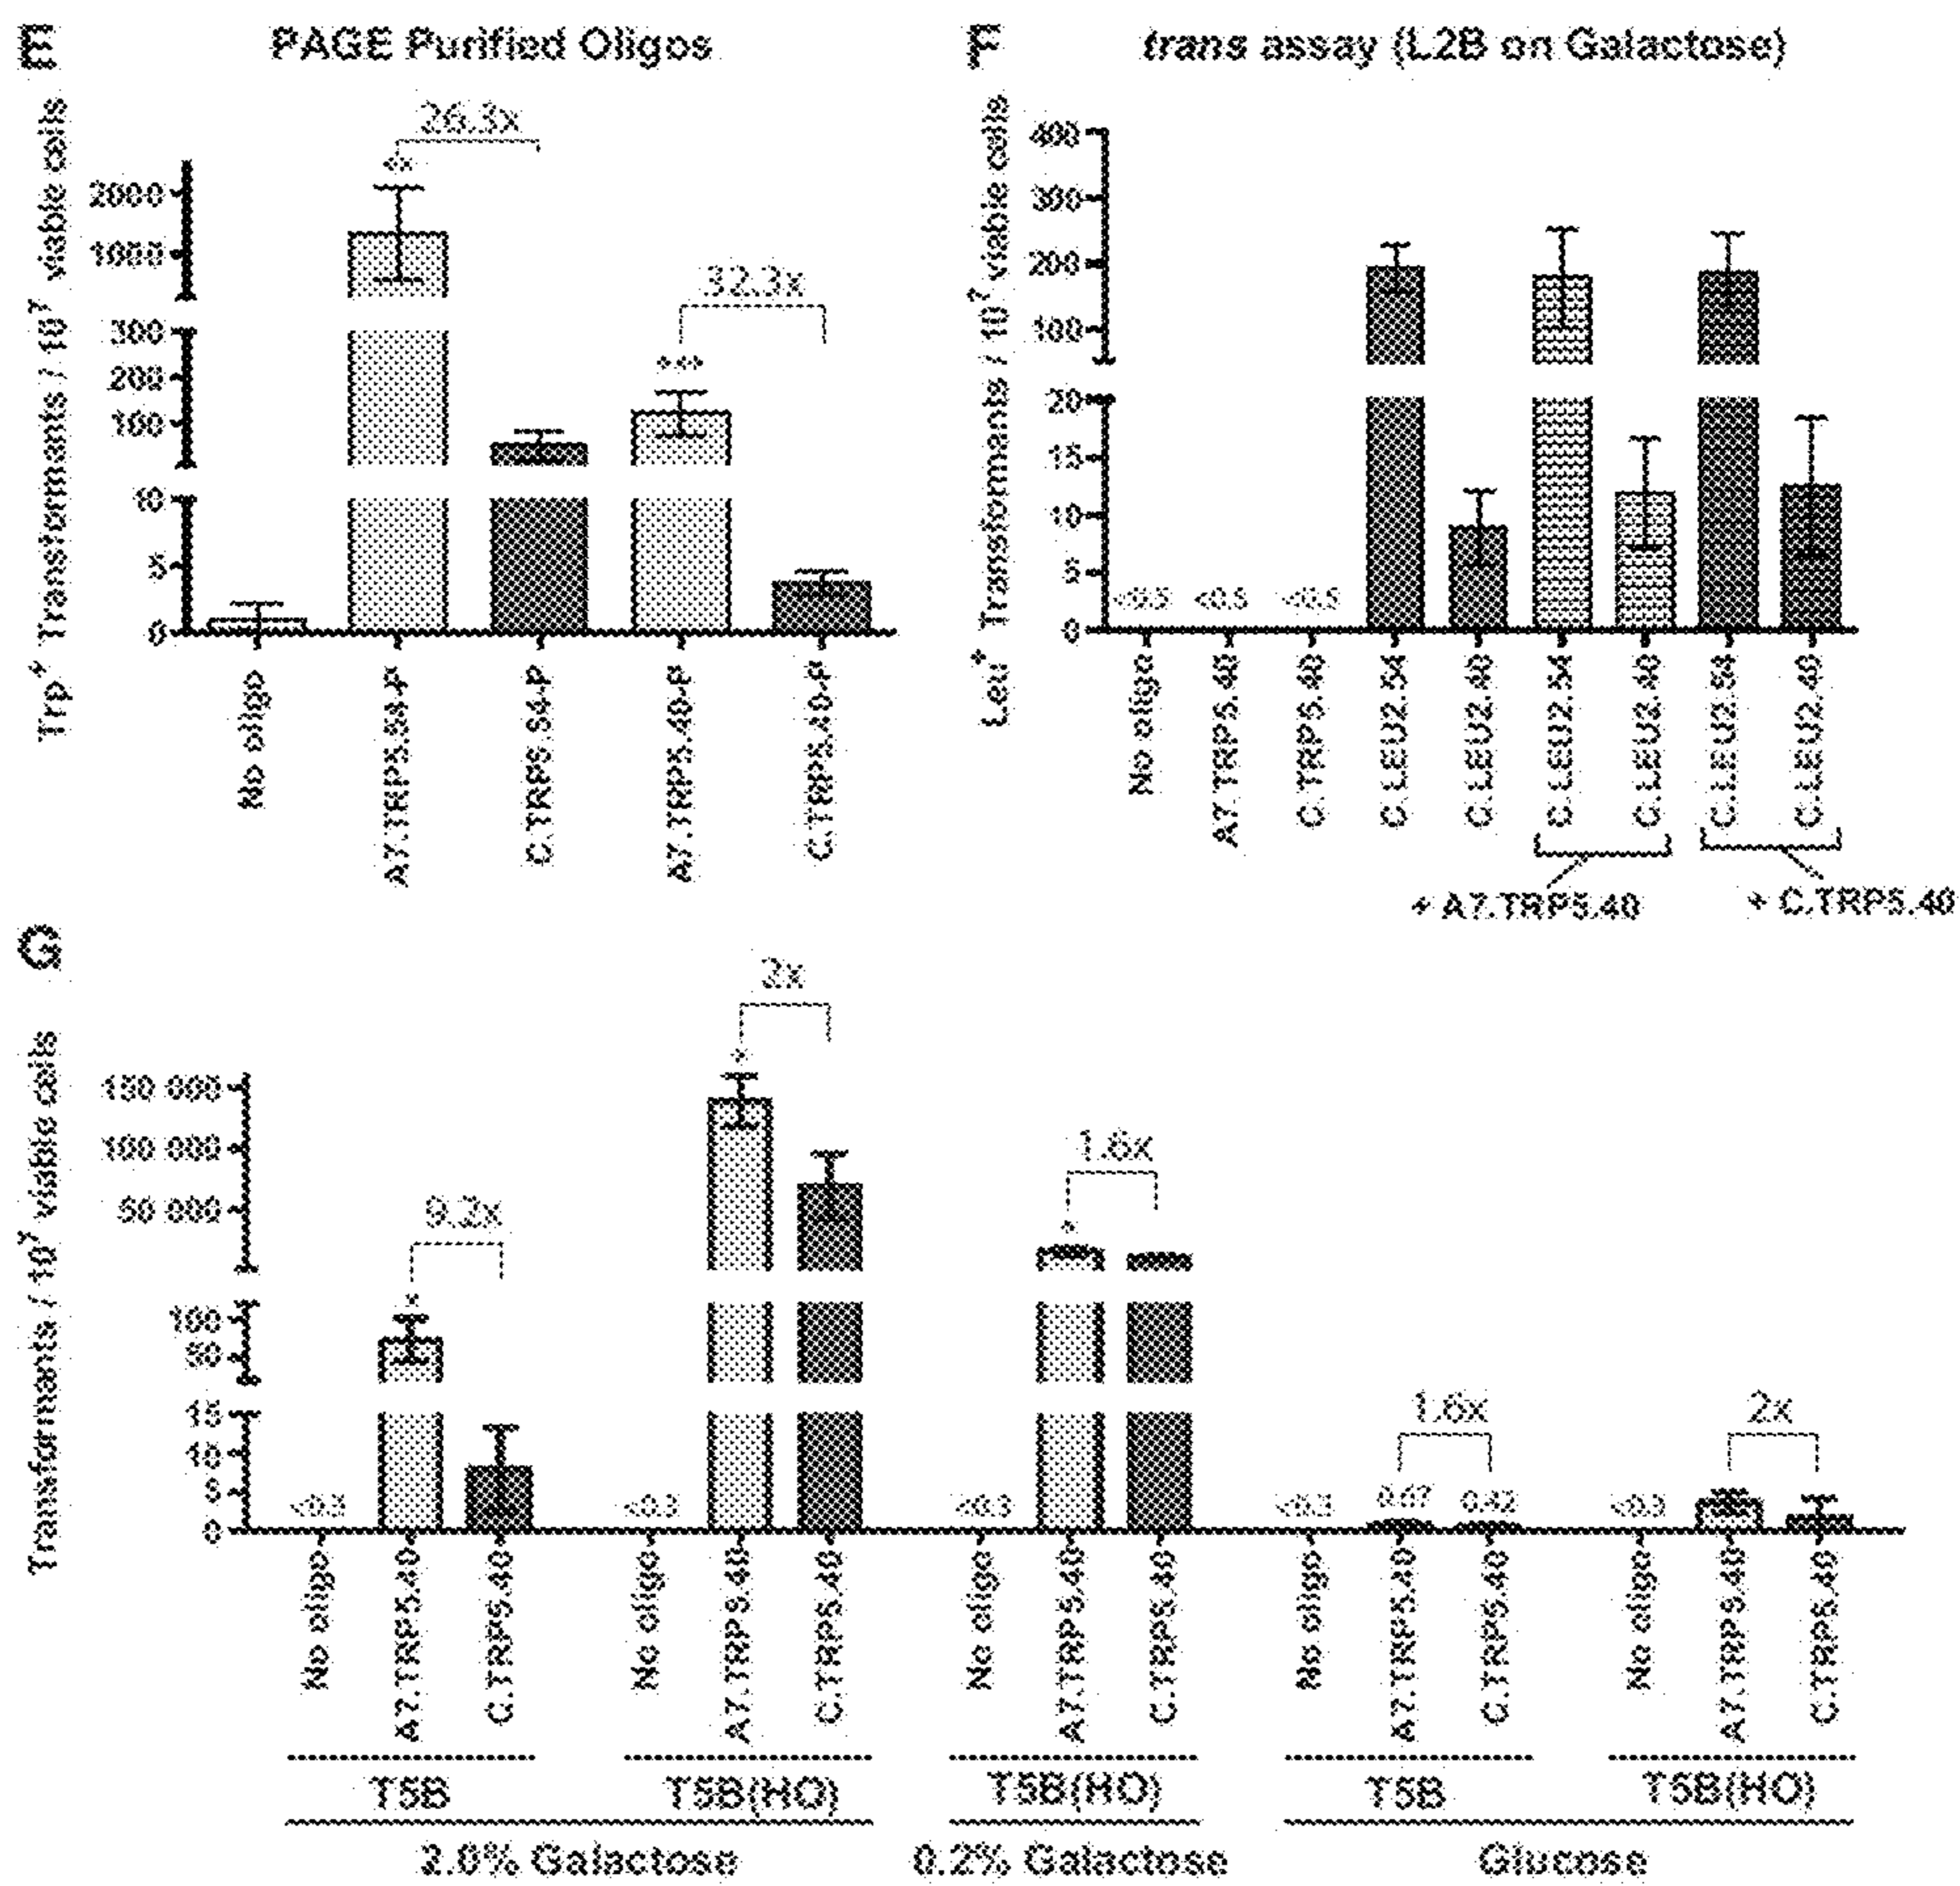 E PAGE Purified Oligos
Trp+ Transformants / 10^7 viable cells
2000
1000
300
200
100
10
5
0
26.3x
**
32.3x
***
No oligo
A7.TRP5.54-P
C.TRP5.54-P
A7.TRP5.40-P
C.TRP5.40-P
F trans assay (L2B on Galactose)
Leu+ Transfomants / 10^7 viable cells
400
300
200
100
20
15
10
5
0
<0.5 <0.5 <0.5
No oligo
A7.TRP5.40
C.TRP5.40
C.LEU2.54
C.LEU2.40
C.LEU2.54
C.LEU2.40
C.LEU2.54
C.LEU2.40
+ A7.TRP5.40
+ C.TRP5.40
G
Transformants / 10^7 viable cells
150 000
100 000
50 000
100
50
15
10
5
0
9.2x
*
2x
*
1.6x
*
1.6x
2x
<0.3 <0.3 <0.3 <0.3 0.67 0.42 <0.3
No oligo
A7.TRP5.40
C.TRP5.40
No oligo
A7.TRP5.40
C.TRP5.40
No oligo
A7.TRP5.40
C.TRP5.40
No oligo
A7.TRP5.40
C.TRP5.40
No oligo
A7.TRP5.40
C.TRP5.40
T5B T5B(HO) T5B(HO) T5B T5B(HO)
2.0% Galactose 0.2% Galactose Glucose